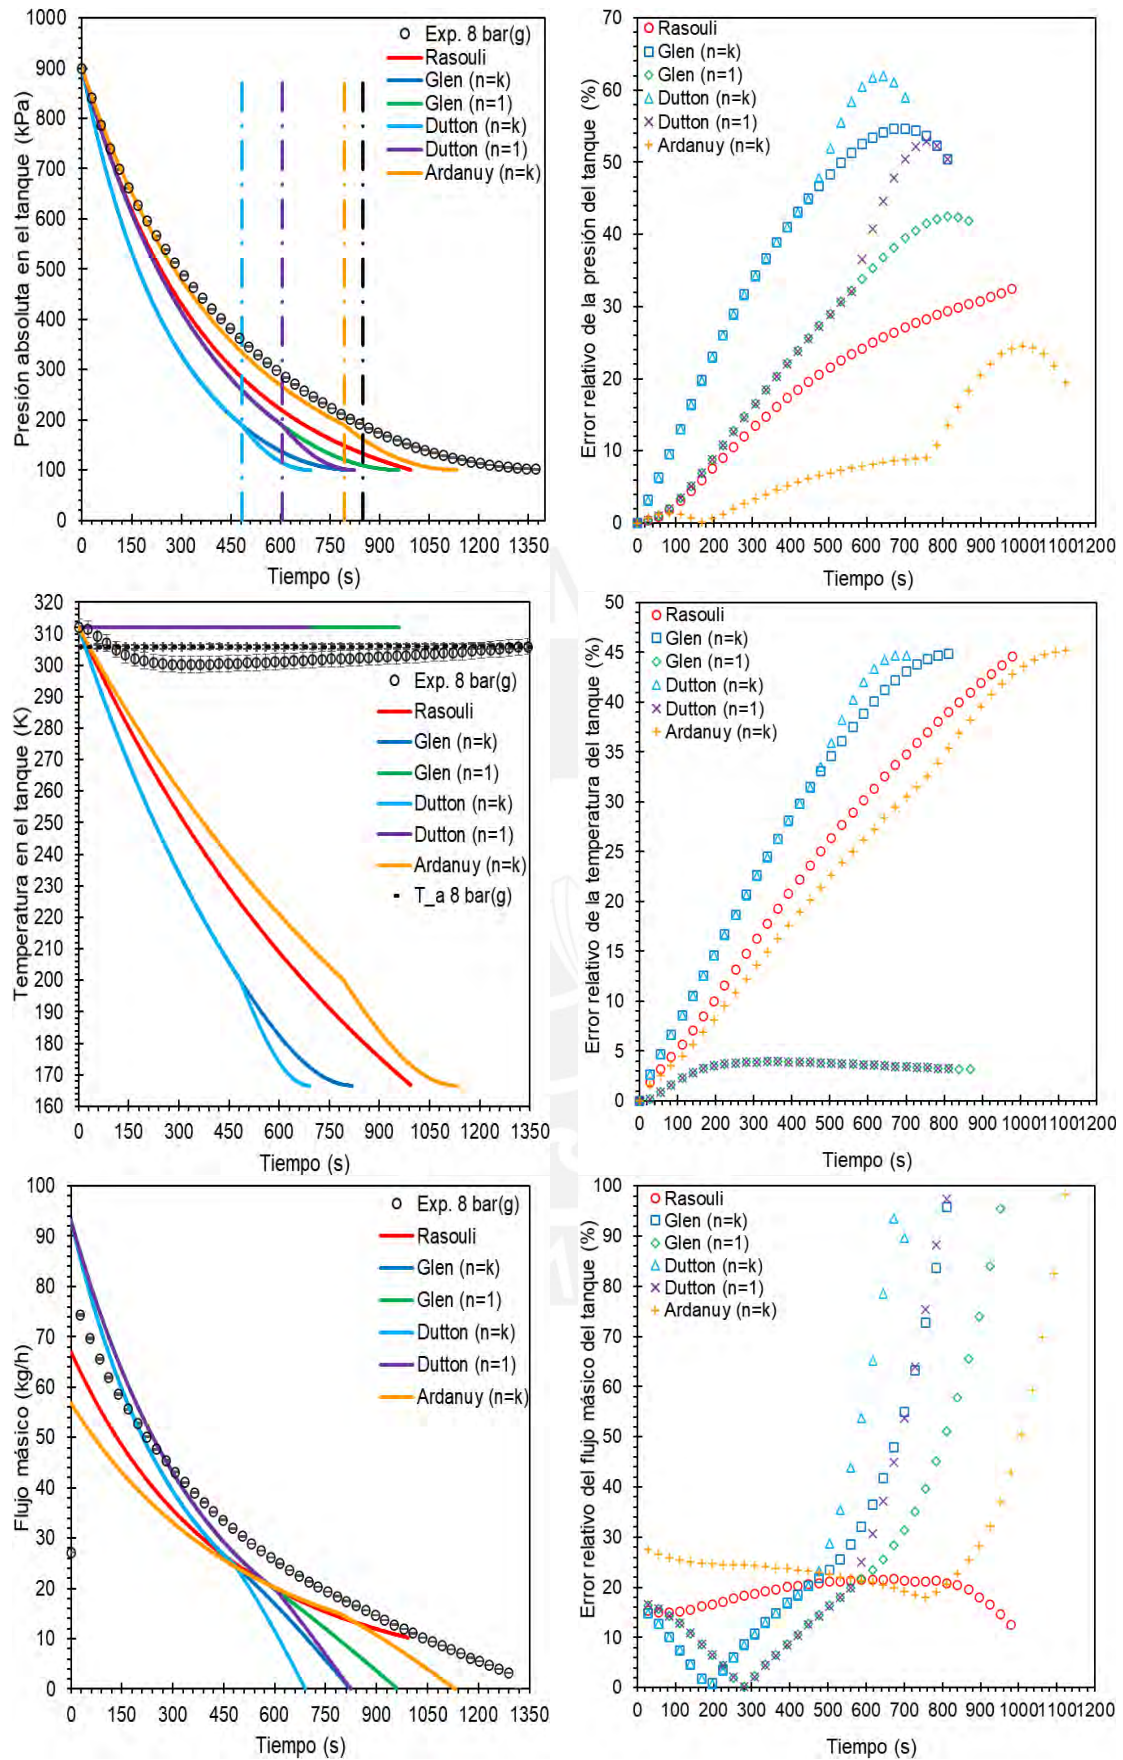 Presión absoluta en el tanque (kPa)
1000
900
800
700
600
500
400
300
200
100
0
Exp. 8 bar(g)
Rasouli
Glen (n=k)
Glen (n=1)
Dutton (n=k)
Dutton (n=1)
Ardanuy (n=k)
0 150 300 450 600 750 900 1050 1200 1350
Tiempo (s)
Error relativo de la presión del tanque (%)
70
60
50
40
30
20
10
0
Rasouli
Glen (n=k)
Glen (n=1)
Dutton (n=k)
Dutton (n=1)
Ardanuy (n=k)
0 100 200 300 400 500 600 700 800 900 1000 1100 1200
Tiempo (s)
Temperatura en el tanque (K)
320
310
300
290
280
270
260
250
240
230
220
210
200
190
180
170
160
Exp. 8 bar(g)
Rasouli
Glen (n=k)
Glen (n=1)
Dutton (n=k)
Dutton (n=1)
Ardanuy (n=k)
T_a 8 bar(g)
0 150 300 450 600 750 900 1050 1200 1350
Tiempo (s)
Error relativo de la temperatura del tanque (%)
50
45
40
35
30
25
20
15
10
5
0
Rasouli
Glen (n=k)
Glen (n=1)
Dutton (n=k)
Dutton (n=1)
Ardanuy (n=k)
0 100 200 300 400 500 600 700 800 900 1000 1100 1200
Tiempo (s)
Flujo másico (kg/h)
100
90
80
70
60
50
40
30
20
10
0
Exp. 8 bar(g)
Rasouli
Glen (n=k)
Glen (n=1)
Dutton (n=k)
Dutton (n=1)
Ardanuy (n=k)
0 150 300 450 600 750 900 1050 1200 1350
Tiempo (s)
Error relativo del flujo másico del tanque (%)
100
90
80
70
60
50
40
30
20
10
0
Rasouli
Glen (n=k)
Glen (n=1)
Dutton (n=k)
Dutton (n=1)
Ardanuy (n=k)
0 100 200 300 400 500 600 700 800 900 1000 1100 1200
Tiempo (s)